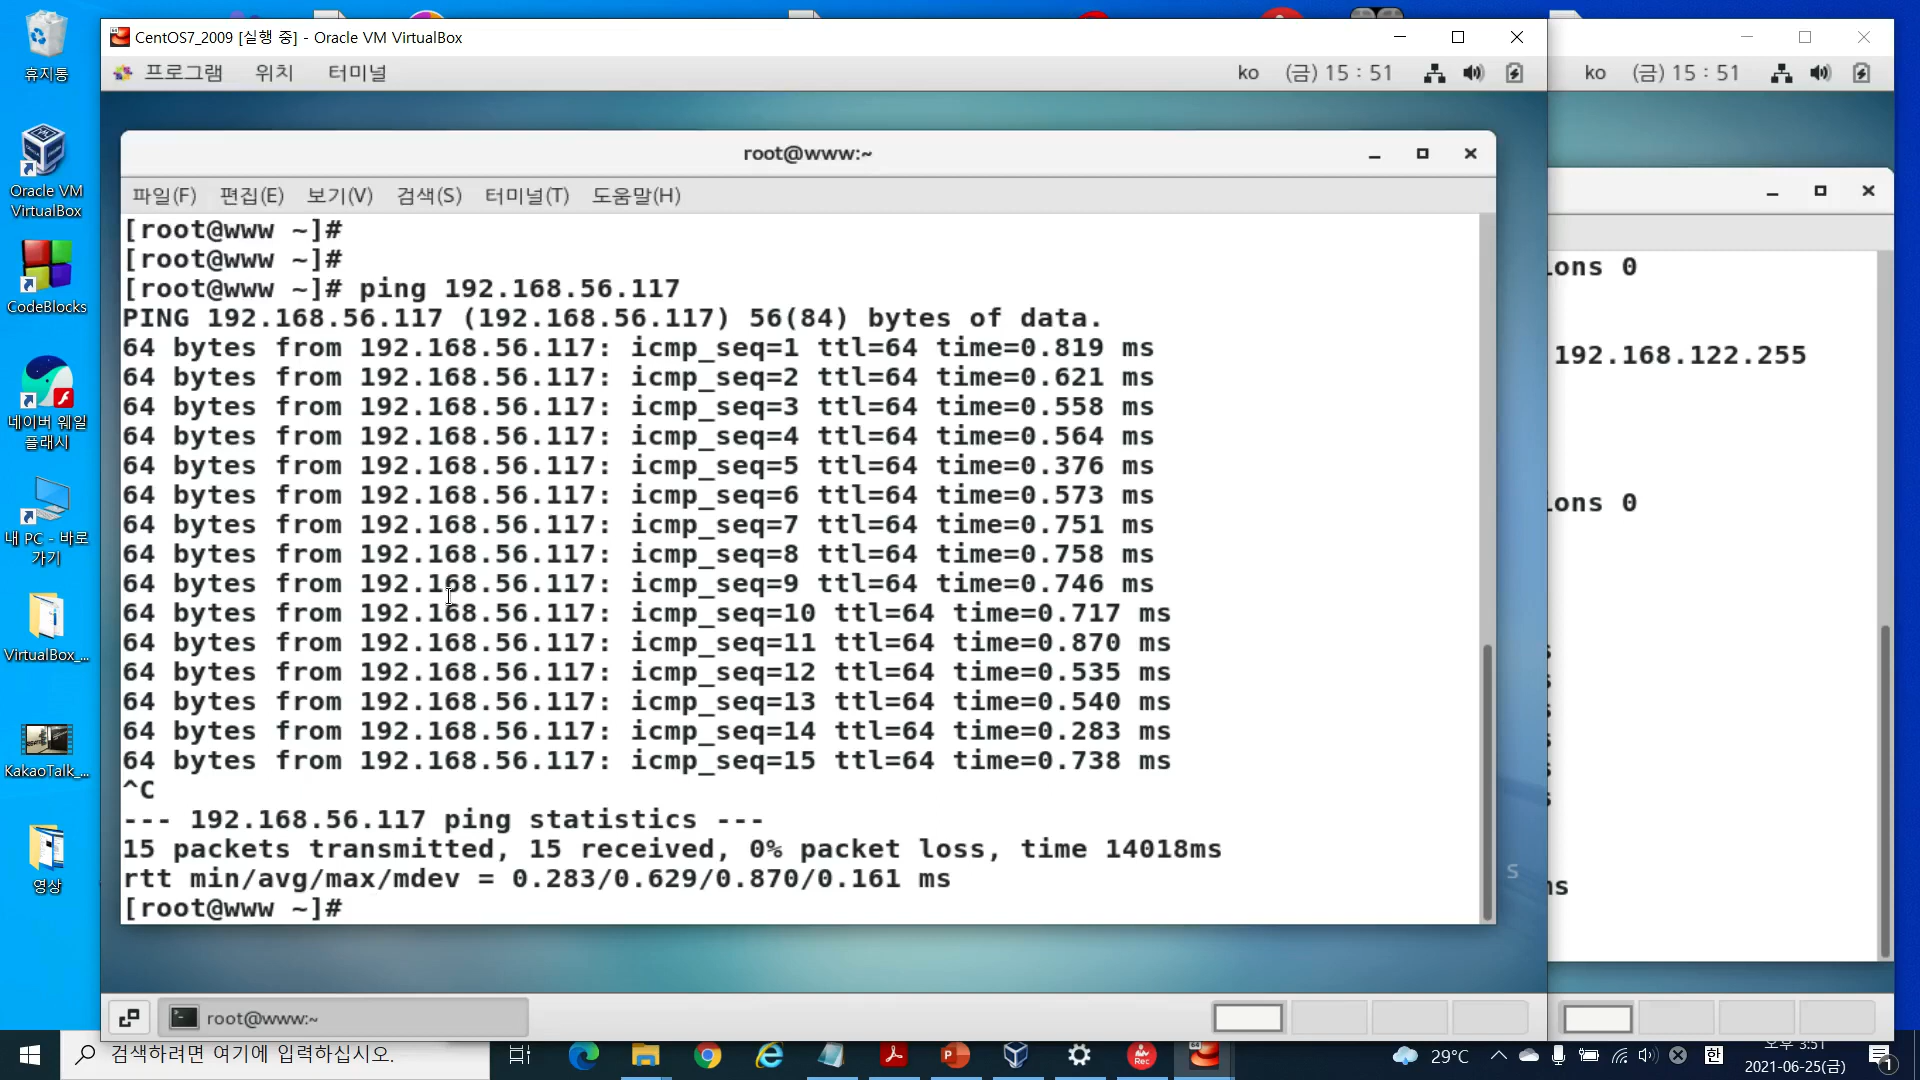 CentOS7_2009 [실행 중] - Oracle VM VirtualBox
프로그램 위치 터미널 ko (금) 15 : 51
ko (금) 15 : 51
휴지통
Oracle VM
VirtualBox
CodeBlocks
네이버 웨일
플래시
내 PC - 바로
가기
VirtualBox_...
KakaoTalk_...
영상
root@www:~
파일(F) 편집(E) 보기(V) 검색(S) 터미널(T) 도움말(H)
[root@www ~]#
[root@www ~]#
[root@www ~]# ping 192.168.56.117
PING 192.168.56.117 (192.168.56.117) 56(84) bytes of data.
64 bytes from 192.168.56.117: icmp_seq=1 ttl=64 time=0.819 ms
64 bytes from 192.168.56.117: icmp_seq=2 ttl=64 time=0.621 ms
64 bytes from 192.168.56.117: icmp_seq=3 ttl=64 time=0.558 ms
64 bytes from 192.168.56.117: icmp_seq=4 ttl=64 time=0.564 ms
64 bytes from 192.168.56.117: icmp_seq=5 ttl=64 time=0.376 ms
64 bytes from 192.168.56.117: icmp_seq=6 ttl=64 time=0.573 ms
64 bytes from 192.168.56.117: icmp_seq=7 ttl=64 time=0.751 ms
64 bytes from 192.168.56.117: icmp_seq=8 ttl=64 time=0.758 ms
64 bytes from 192.168.56.117: icmp_seq=9 ttl=64 time=0.746 ms
64 bytes from 192.168.56.117: icmp_seq=10 ttl=64 time=0.717 ms
64 bytes from 192.168.56.117: icmp_seq=11 ttl=64 time=0.870 ms
64 bytes from 192.168.56.117: icmp_seq=12 ttl=64 time=0.535 ms
64 bytes from 192.168.56.117: icmp_seq=13 ttl=64 time=0.540 ms
64 bytes from 192.168.56.117: icmp_seq=14 ttl=64 time=0.283 ms
64 bytes from 192.168.56.117: icmp_seq=15 ttl=64 time=0.738 ms
^C
--- 192.168.56.117 ping statistics ---
15 packets transmitted, 15 received, 0% packet loss, time 14018ms
rtt min/avg/max/mdev = 0.283/0.629/0.870/0.161 ms
[root@www ~]#
ions 0
192.168.122.255
ions 0
ms
root@www:~
검색하려면 여기에 입력하십시오.
Rec
29°C
한
오후 3:51
2021-06-25(금)
1